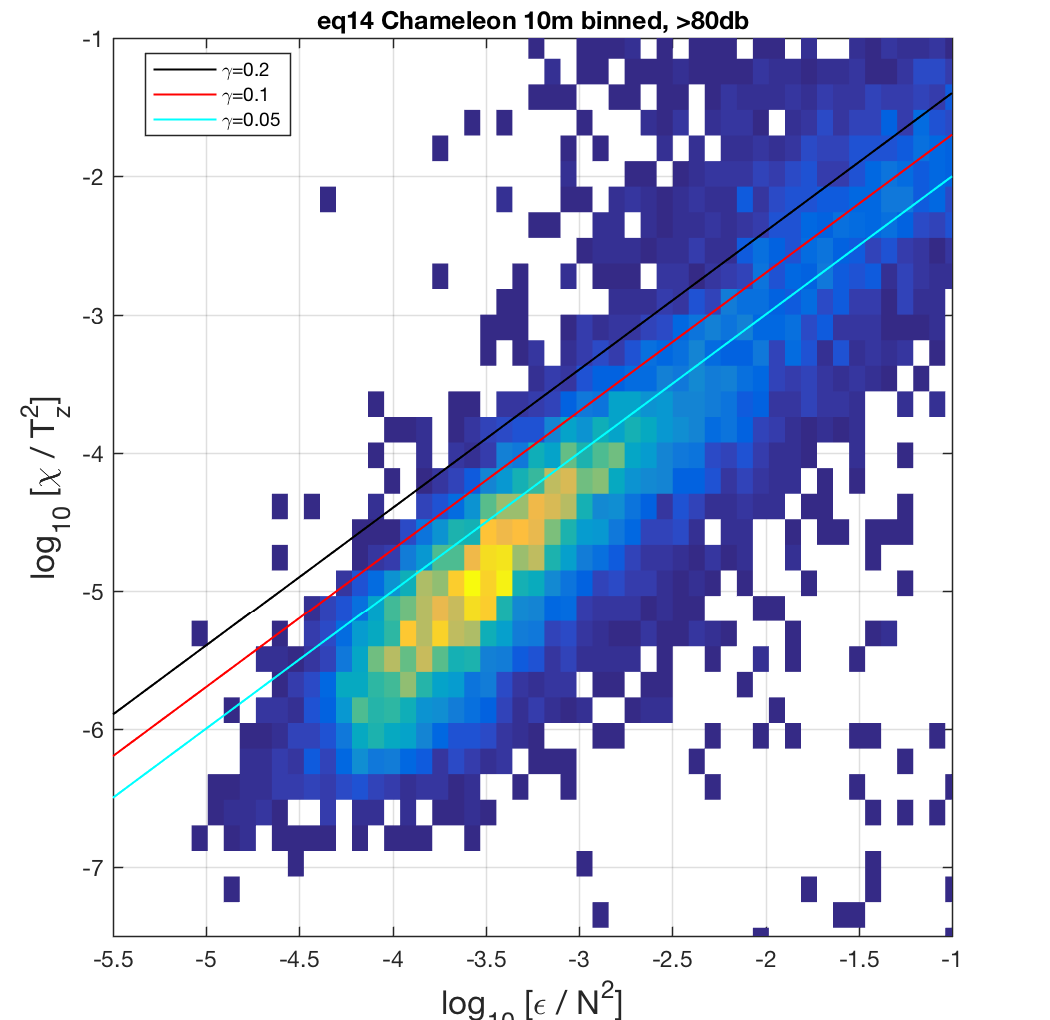 eq14 Chameleon 10m binned, >80db
γ=0.2
γ=0.1
γ=0.05
-1
-2
-3
-4
-5
-6
-7
log₁₀ [χ / T²_z]
-5.5 -5 -4.5 -4 -3.5 -3 -2.5 -2 -1.5 -1
log₁₀ [ϵ / N²]